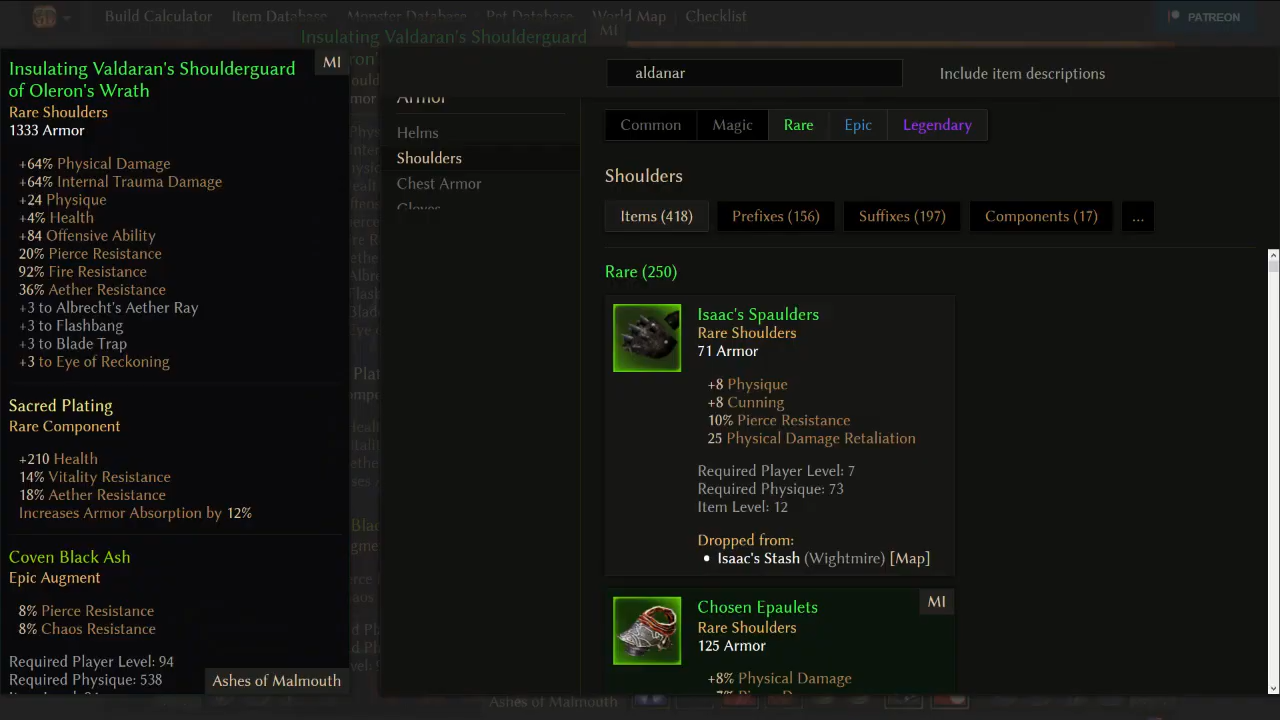 Build Calculator Item Database Monster Database Pet Database World Map Checklist
PATREON
Insulating Valdaran's Shoulderguard MI
Insulating Valdaran's Shoulderguard
of Oleron's Wrath
MI
Rare Shoulders
1333 Armor
+64% Physical Damage
+64% Internal Trauma Damage
+24 Physique
+4% Health
+84 Offensive Ability
20% Pierce Resistance
92% Fire Resistance
36% Aether Resistance
+3 to Albrecht's Aether Ray
+3 to Flashbang
+3 to Blade Trap
+3 to Eye of Reckoning
Sacred Plating
Rare Component
+210 Health
14% Vitality Resistance
18% Aether Resistance
Increases Armor Absorption by 12%
Coven Black Ash
Epic Augment
8% Pierce Resistance
8% Chaos Resistance
Required Player Level: 94
Required Physique: 538
Ashes of Malmouth
aldanar
Include item descriptions
Armor
Helms
Shoulders
Chest Armor
Gloves
Common Magic Rare Epic Legendary
Shoulders
Items (418) Prefixes (156) Suffixes (197) Components (17) ...
Rare (250)
Isaac's Spaulders
Rare Shoulders
71 Armor
+8 Physique
+8 Cunning
10% Pierce Resistance
25 Physical Damage Retaliation
Required Player Level: 7
Required Physique: 73
Item Level: 12
Dropped from:
• Isaac's Stash (Wightmire) [Map]
Chosen Epaulets
MI
Rare Shoulders
125 Armor
+8% Physical Damage
Ashes of Malmouth